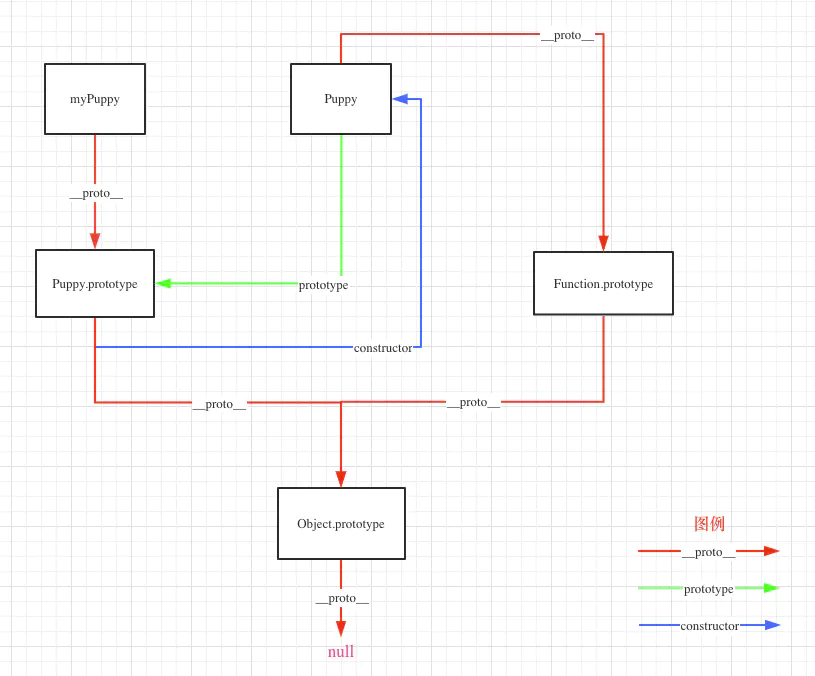 __proto__
myPuppy
Puppy
__proto__
Puppy.prototype
prototype
Function.prototype
constructor
__proto__
__proto__
Object.prototype
图例
__proto__
prototype
__proto__
constructor
null